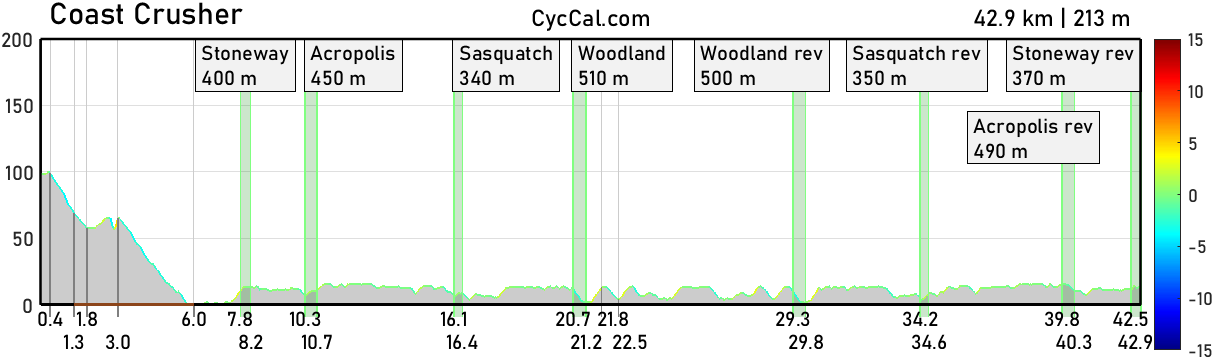 Coast Crusher
CycCal.com
42.9 km | 213 m
Stoneway
400 m
Acropolis
450 m
Sasquatch
340 m
Woodland
510 m
Woodland rev
500 m
Sasquatch rev
350 m
Stoneway rev
370 m
Acropolis rev
490 m
200
150
100
50
0
15
10
5
0
-5
-10
-15
0.4 1.8 3.0 6.0 7.8 10.3 16.1 20.7 21.8 29.3 34.2 39.8 42.5
1.3 3.0 8.2 10.7 16.4 21.2 22.5 29.8 34.6 40.3 42.9